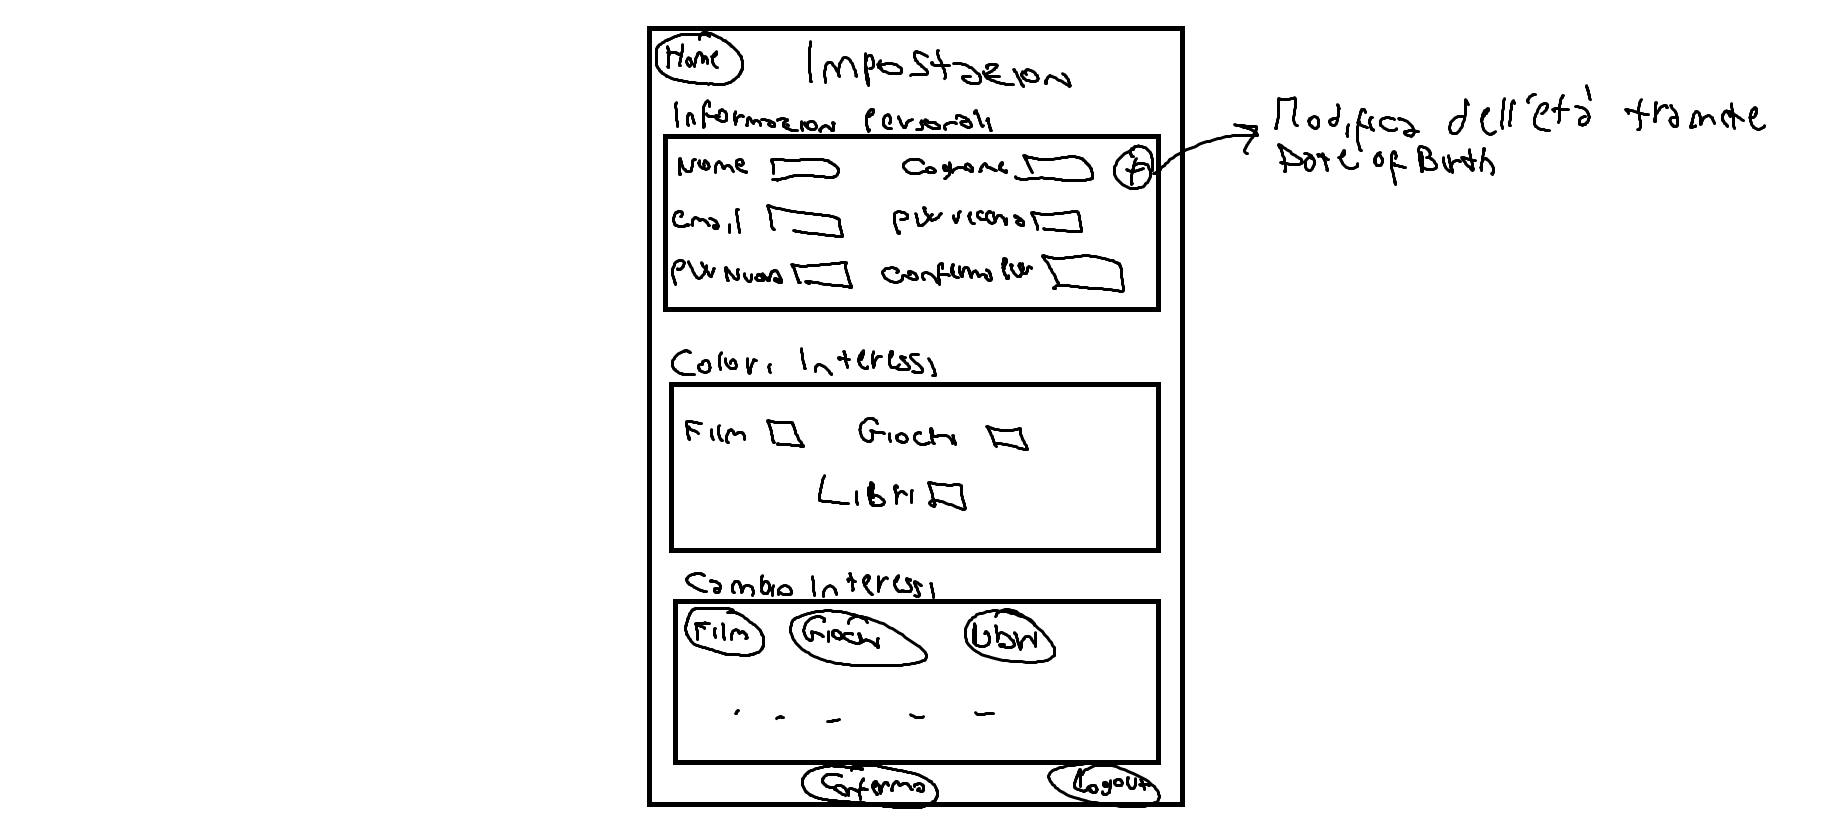 Home
Impostazion
Informazion Personali
Nome
Cognome
+
Modifica dell'età tramite
Date of Birth
Email
PW vecchia
PW Nuova
Conferma PW
Colori Interessi
Film
Giochi
Libri
Cambio Interessi
Film
Giochi
Libri
Conferma
Logout